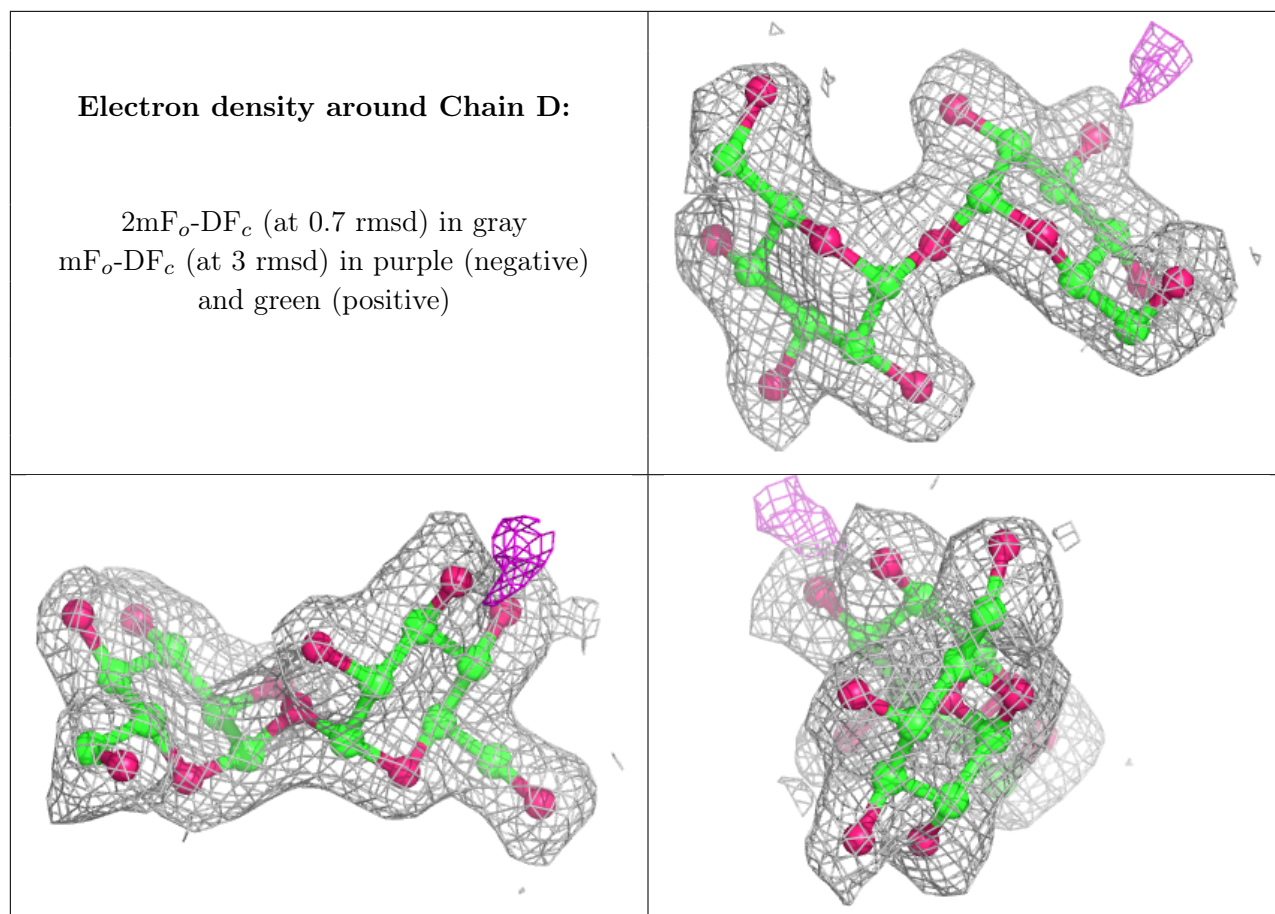 Electron density around Chain D:
2mFₒ-DF𝑐 (at 0.7 rmsd) in gray
mFₒ-DF𝑐 (at 3 rmsd) in purple (negative)
and green (positive)